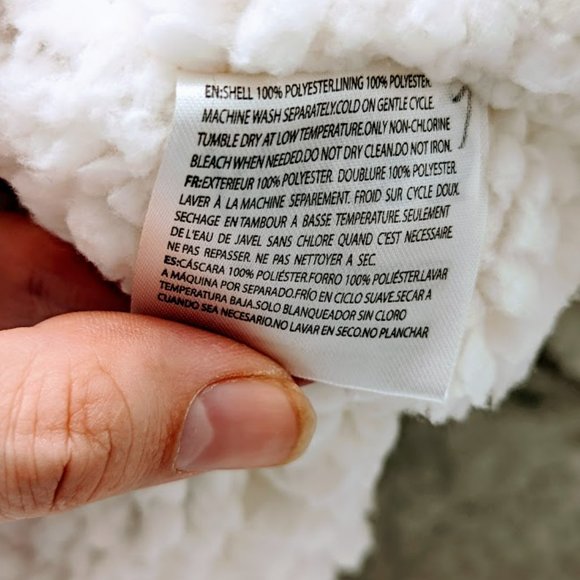 EN:SHELL 100% POLYESTER.LINING 100% POLYESTER.
MACHINE WASH SEPARATELY.COLD ON GENTLE CYCLE.
TUMBLE DRY AT LOW TEMPERATURE.ONLY NON-CHLORINE
BLEACH WHEN NEEDED.DO NOT DRY CLEAN.DO NOT IRON.
FR:EXTERIEUR 100% POLYESTER. DOUBLURE 100% POLYESTER.
LAVER À LA MACHINE SEPAREMENT. FROID SUR CYCLE DOUX.
SECHAGE EN TAMBOUR A BASSE TEMPERATURE. SEULEMENT
DE L'EAU DE JAVEL SANS CHLORE QUAND C'EST NECESSAIRE
NE PAS REPASSER. NE PAS NETTOYER A SEC.
ES:CÁSCARA 100% POLIÉSTER.FORRO 100% POLIÉSTER.LAVAR
A MÁQUINA POR SEPARADO.FRÍO EN CICLO SUAVE.SECAR A
TEMPERATURA BAJA.SOLO BLANQUEADOR SIN CLORO
CUANDO SEA NECESARIO.NO LAVAR EN SECO.NO PLANCHAR